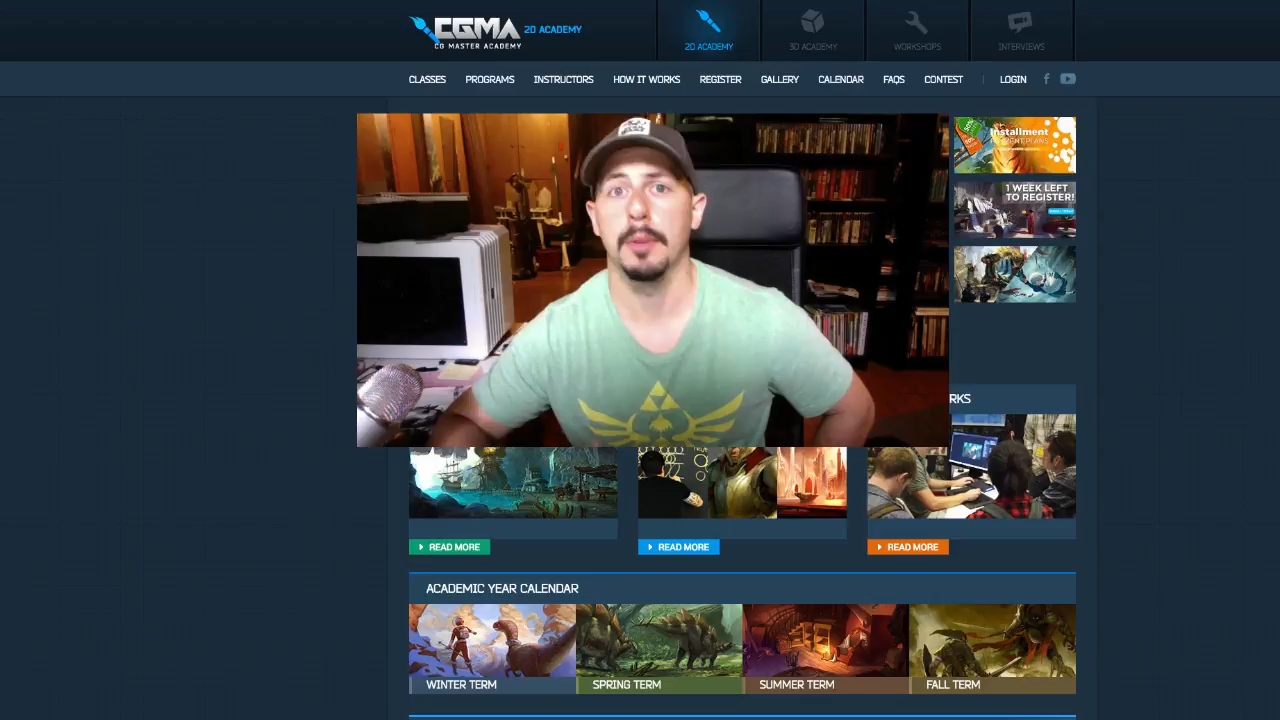 CGMA 2D ACADEMY
CG MASTER ACADEMY
2D ACADEMY
3D ACADEMY
WORKSHOPS
INTERVIEWS
CLASSES
PROGRAMS
INSTRUCTORS
HOW IT WORKS
REGISTER
GALLERY
CALENDAR
FAQS
CONTEST
LOGIN
Installment
1 WEEK LEFT
TO REGISTER!
RKS
READ MORE
READ MORE
READ MORE
ACADEMIC YEAR CALENDAR
WINTER TERM
SPRING TERM
SUMMER TERM
FALL TERM